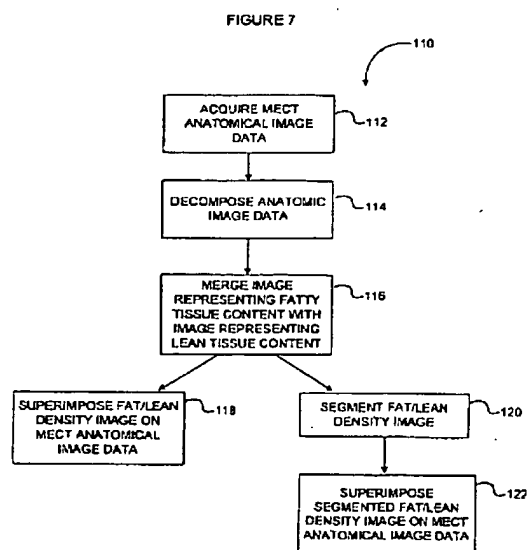 FIGURE 7
110
ACQUIRE MECT
ANATOMICAL IMAGE
DATA
112
DECOMPOSE ANATOMIC
IMAGE DATA
114
MERGE IMAGE
REPRESENTING FATTY
TISSUE CONTENT WITH
IMAGE REPRESENTING
LEAN TISSUE CONTENT
116
SUPERIMPOSE FAT/LEAN
DENSITY IMAGE ON
MECT ANATOMICAL
IMAGE DATA
118
SEGMENT FAT/LEAN
DENSITY IMAGE
120
SUPERIMPOSE
SEGMENTED FAT/LEAN
DENSITY IMAGE ON MECT
ANATOMICAL IMAGE DATA
122